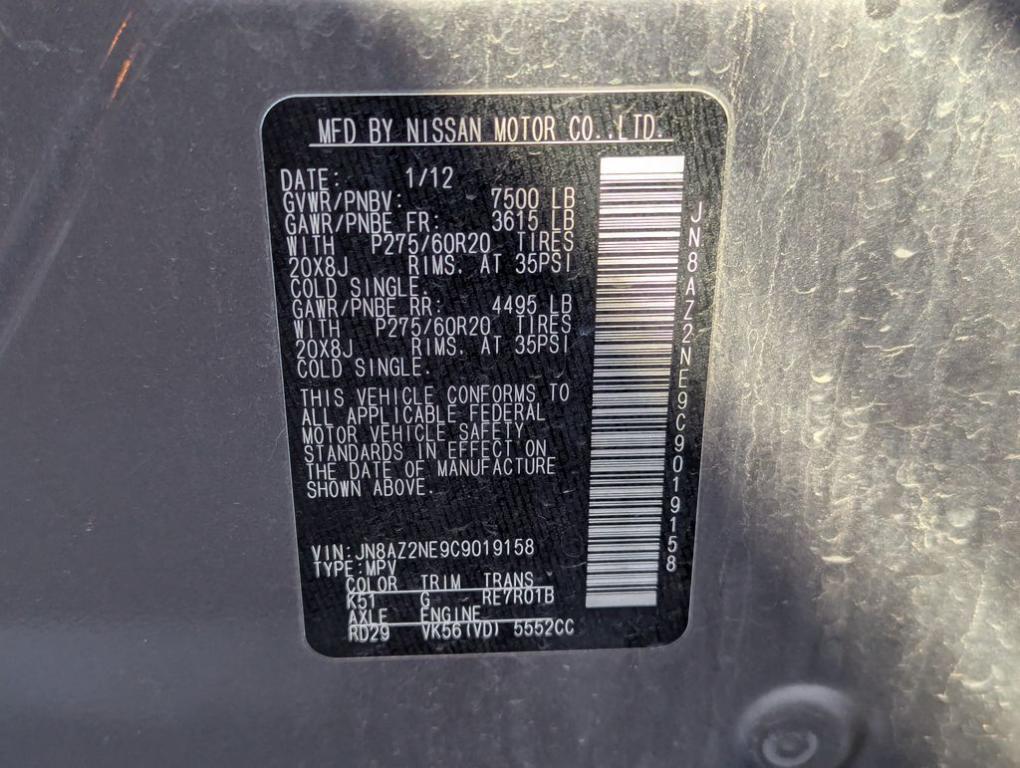 MFD BY NISSAN MOTOR CO.,LTD.
DATE: 1/12
GVWR/PNBV: 7500 LB
GAWR/PNBE FR: 3615 LB
WITH P275/60R20 TIRES
20X8J RIMS. AT 35PSI
COLD SINGLE.
GAWR/PNBE RR: 4495 LB
WITH P275/60R20 TIRES
20X8J RIMS. AT 35PSI
COLD SINGLE.
THIS VEHICLE CONFORMS TO
ALL APPLICABLE FEDERAL
MOTOR VEHICLE SAFETY
STANDARDS IN EFFECT ON
THE DATE OF MANUFACTURE
SHOWN ABOVE.
VIN:JN8AZ2NE9C9019158
TYPE:MPV
COLOR TRIM TRANS
K51 G RE7R01B
AXLE ENGINE
RD29 VK56(VD) 5552CC
JN8AZ2NE9C9019158